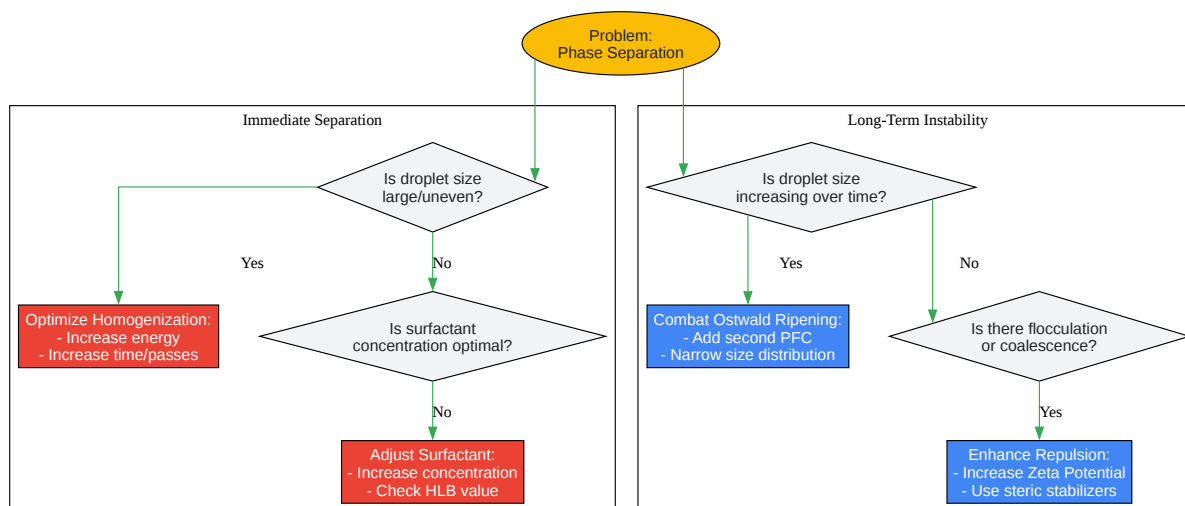 Problem:
Phase Separation
Immediate Separation
Is droplet size
large/uneven?
Yes
No
Optimize Homogenization:
- Increase energy
- Increase time/passes
Is surfactant
concentration optimal?
No
Adjust Surfactant:
- Increase concentration
- Check HLB value
Long-Term Instability
Is droplet size
increasing over time?
Yes
No
Combat Ostwald Ripening:
- Add second PFC
- Narrow size distribution
Is there flocculation
or coalescence?
Yes
Enhance Repulsion:
- Increase Zeta Potential
- Use steric stabilizers